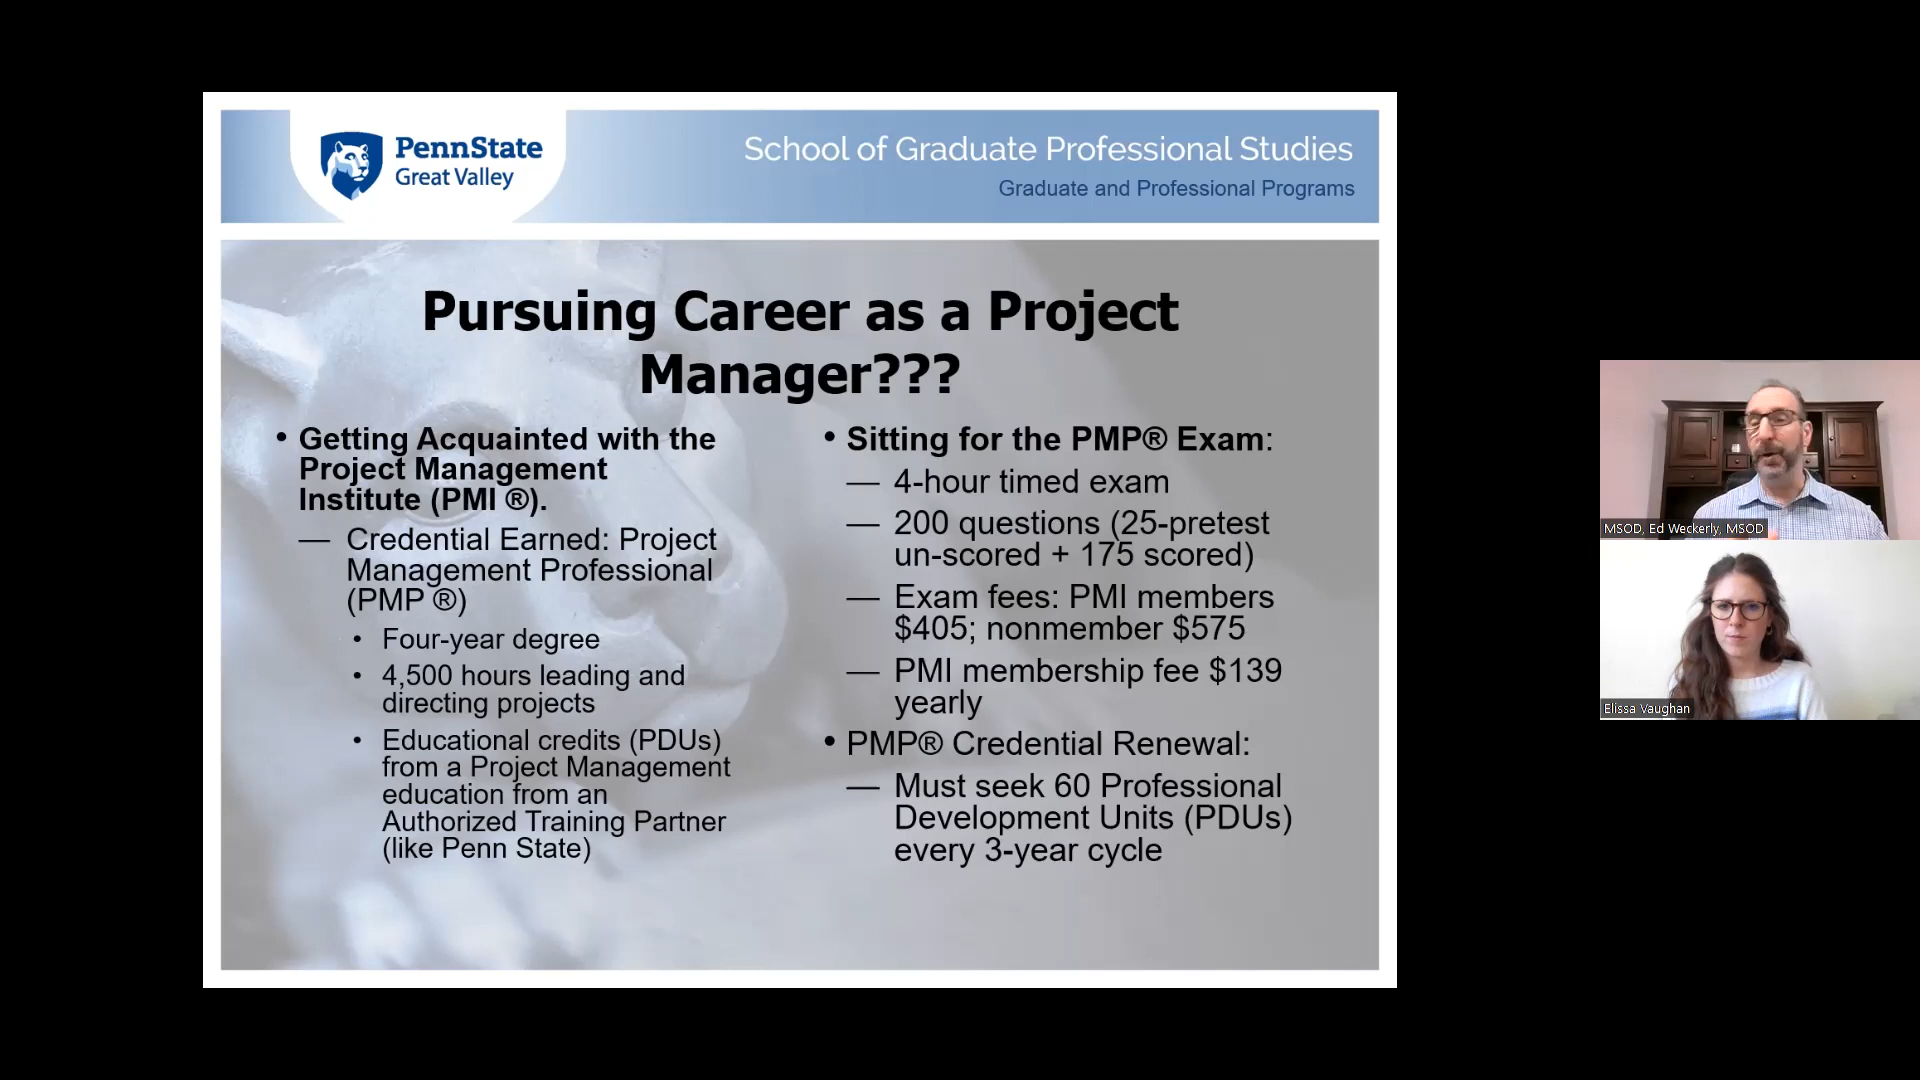 PennState
Great Valley
School of Graduate Professional Studies
Graduate and Professional Programs
Pursuing Career as a Project
Manager???
• Getting Acquainted with the
Project Management
Institute (PMI ®).
— Credential Earned: Project
Management Professional
(PMP ®)
• Four-year degree
• 4,500 hours leading and
directing projects
• Educational credits (PDUs)
from a Project Management
education from an
Authorized Training Partner
(like Penn State)
• Sitting for the PMP® Exam:
— 4-hour timed exam
— 200 questions (25-pretest
un-scored + 175 scored)
— Exam fees: PMI members
$405; nonmember $575
— PMI membership fee $139
yearly
• PMP® Credential Renewal:
— Must seek 60 Professional
Development Units (PDUs)
every 3-year cycle
MSOD, Ed Weckerly, MSOD
Elissa Vaughan